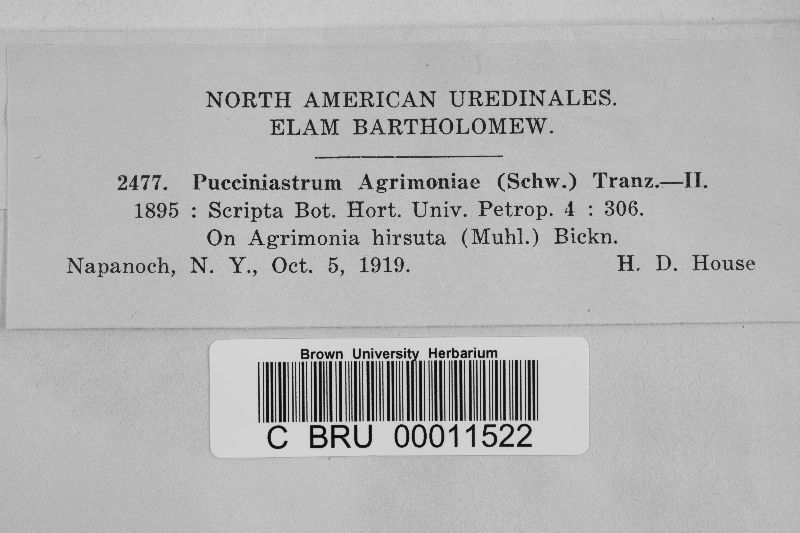 NORTH AMERICAN UREDINALES.
ELAM BARTHOLOMEW.
2477. Pucciniastrum Agrimoniae (Schw.) Tranz.—II.
1895 : Scripta Bot. Hort. Univ. Petrop. 4 : 306.
On Agrimonia hirsuta (Muhl.) Bickn.
Napanoch, N. Y., Oct. 5, 1919. H. D. House
Brown University Herbarium
C BRU 00011522